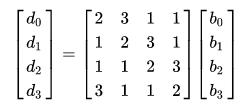 d₀ 2 3 1 1 b₀
d₁ = 1 2 3 1 b₁
d₂ 1 1 2 3 b₂
d₃ 3 1 1 2 b₃